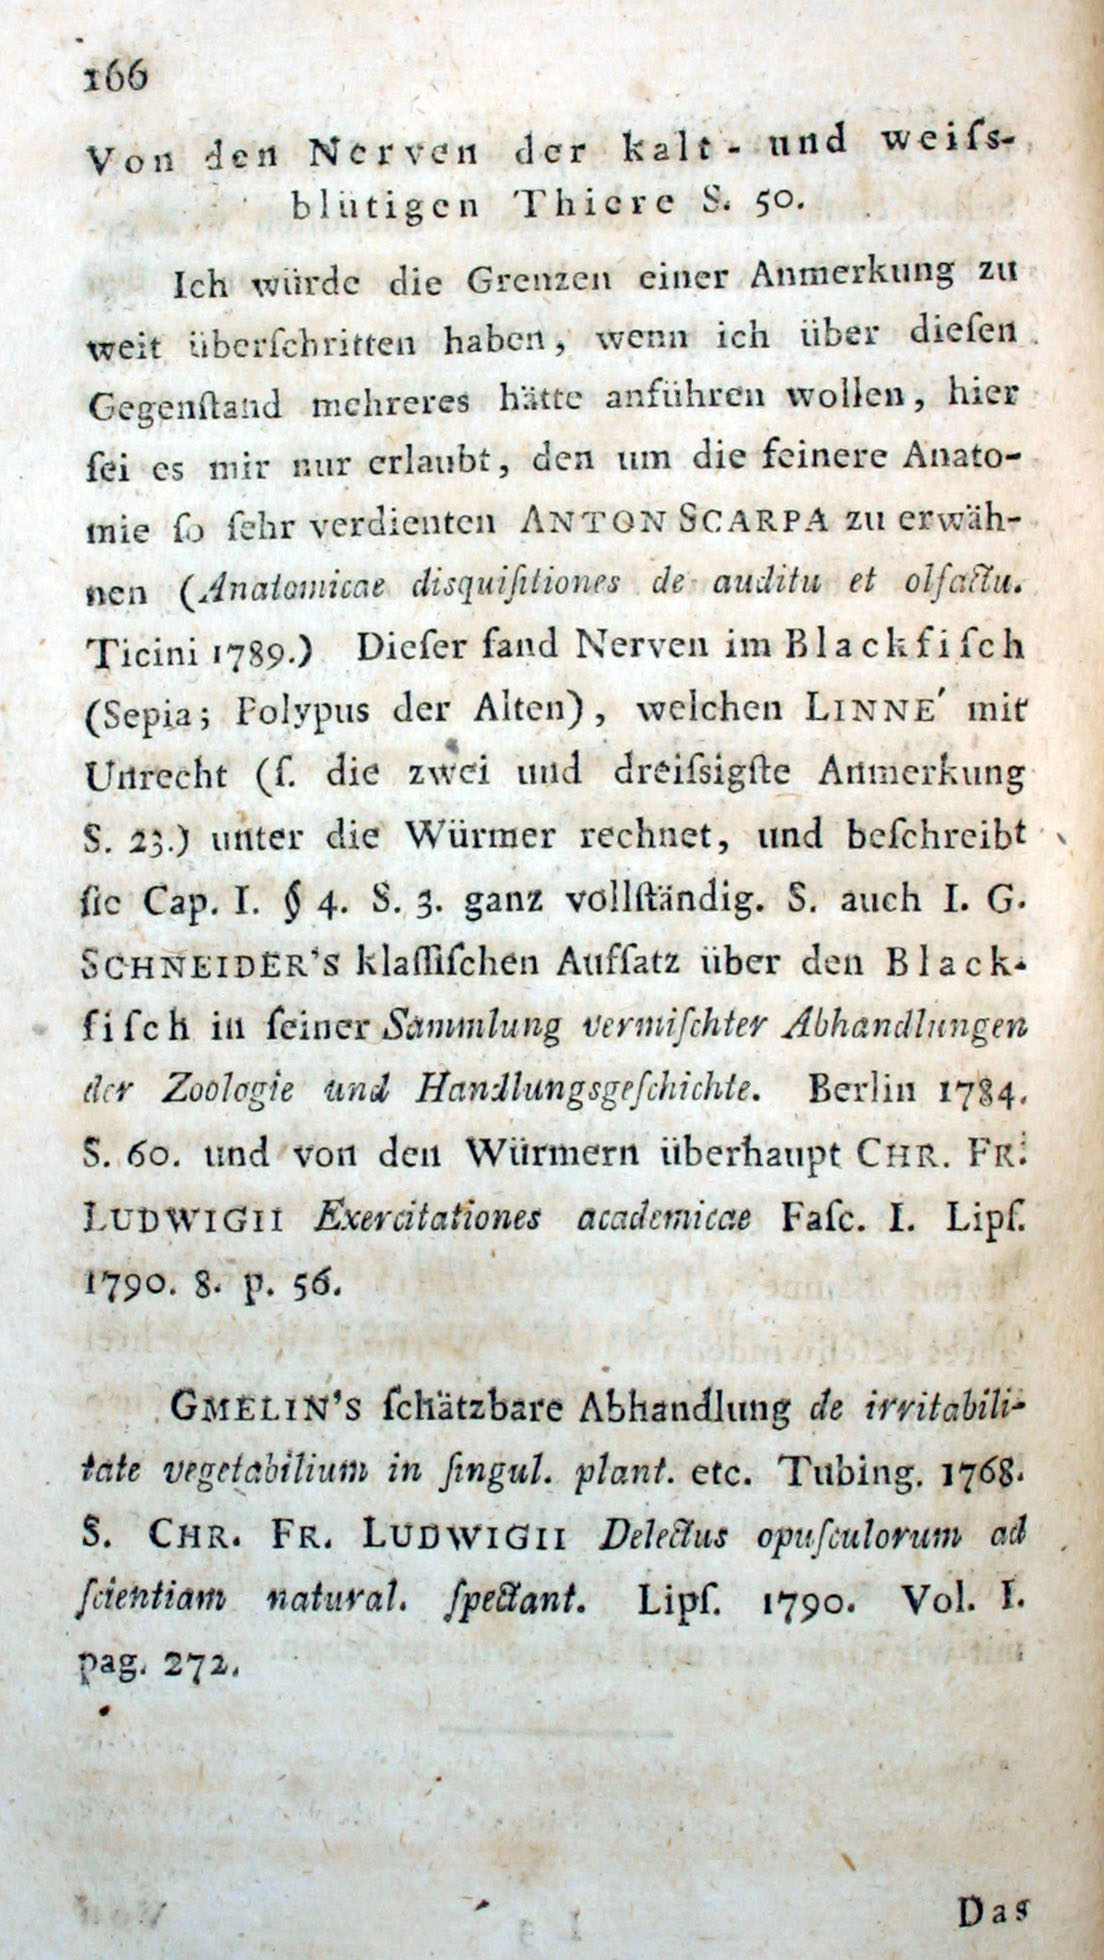 166
Von den Nerven der kalt- und weiſs-
blütigen Thiere S. 50.
Ich würde die Grenzen einer Anmerkung zu
weit überſchritten haben, wenn ich über dieſen
Gegenſtand mehreres hätte anführen wollen, hier
ſei es mir nur erlaubt, den um die feinere Anato-
mie ſo ſehr verdienten ANTON SCARPA zu erwäh-
nen (Anatomicae disquiſitiones de auditu et olfactu.
Ticini 1789.) Dieſer fand Nerven im Blackfiſch
(Sepia; Polypus der Alten), welchen LINNE´ mit
Unrecht (ſ. die zwei und dreiſsigſte Anmerkung
S. 23.) unter die Würmer rechnet, und beſchreibt
ſie Cap. I. § 4. S. 3. ganz vollſtändig. S. auch I. G.
SCHNEIDER'S klaſſiſchen Aufſatz über den Black-
fiſch in ſeiner Sammlung vermiſchter Abhandlungen
der Zoologie und Handlungsgeſchichte. Berlin 1784.
S. 60. und von den Würmern überhaupt CHR. FR.
LUDWIGII Exercitationes academicae Faſc. I. Lipſ.
1790. 8. p. 56.
GMELIN'S ſchätzbare Abhandlung de irritabili-
tate vegetabilium in ſingul. plant. etc. Tubing. 1768.
S. CHR. FR. LUDWIGII Delectus opuſculorum ad
ſcientiam natural. ſpectant. Lipſ. 1790. Vol. I.
pag. 272.
Das